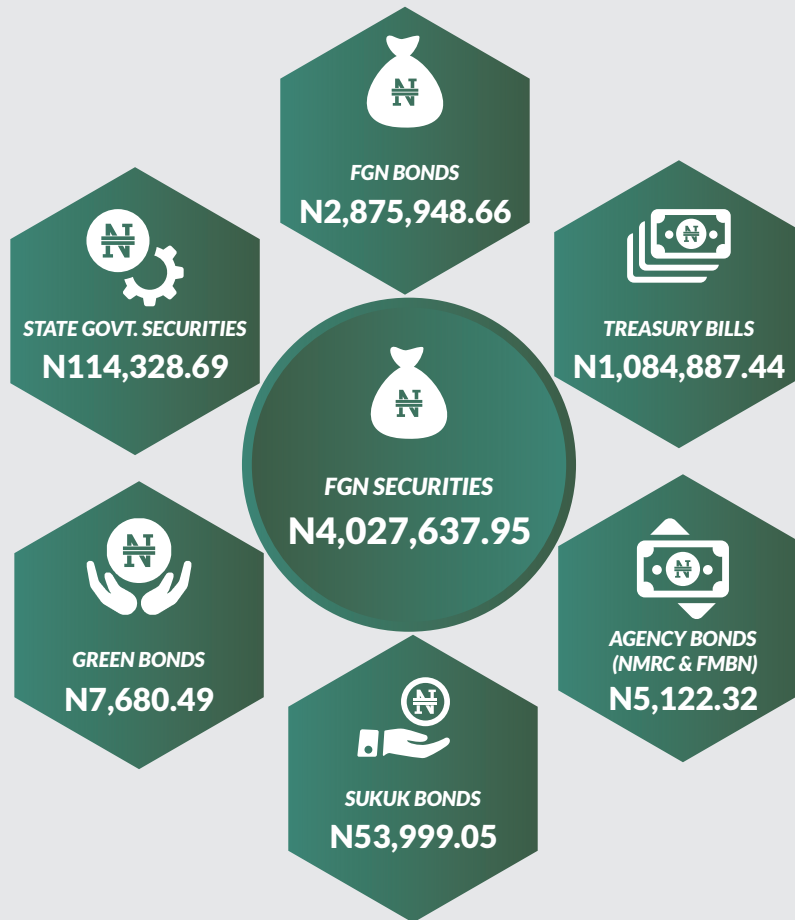 FGN BONDS
N2,875,948.66
STATE GOVT. SECURITIES
N114,328.69
TREASURY BILLS
N1,084,887.44
FGN SECURITIES
N4,027,637.95
GREEN BONDS
N7,680.49
AGENCY BONDS
(NMRC & FMBN)
N5,122.32
SUKUK BONDS
N53,999.05